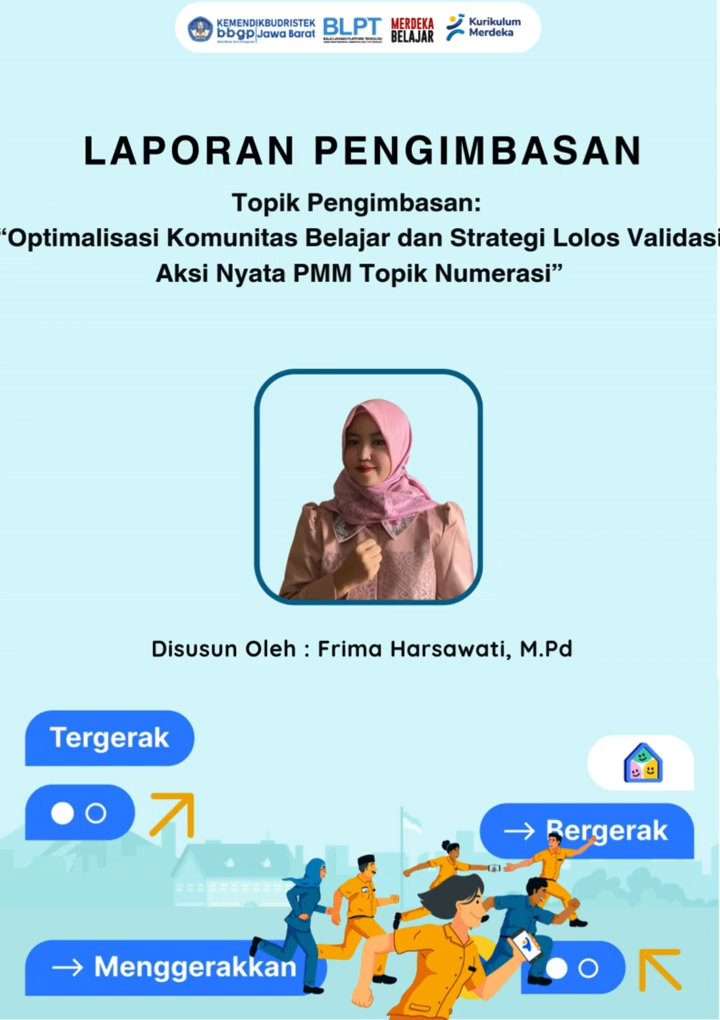 KEMENDIKBUDRISTEK
bbgp Jawa Barat
BLPT
MERDEKA
BELAJAR
Kurikulum
Merdeka
LAPORAN PENGIMBASAN
Topik Pengimbasan:
“Optimalisasi Komunitas Belajar dan Strategi Lolos Validasi
Aksi Nyata PMM Topik Numerasi”
Disusun Oleh : Frima Harsawati, M.Pd
Tergerak
→ Bergerak
→ Menggerakkan